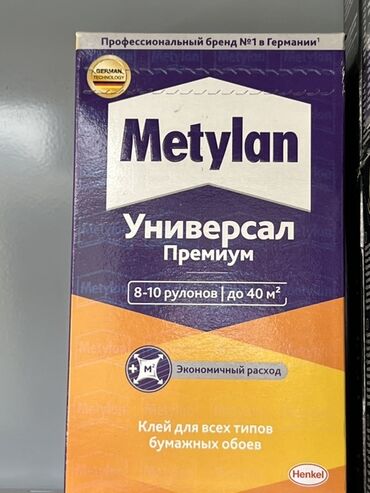 Профессиональный бренд №1 в Германии¹
GERMAN
TECHNOLOGY
Metylan
Универсал
Премиум
8-10 рулонов | до 40 м²
+ м²
Экономичный расход
Клей для всех типов
бумажных обоев
Henkel